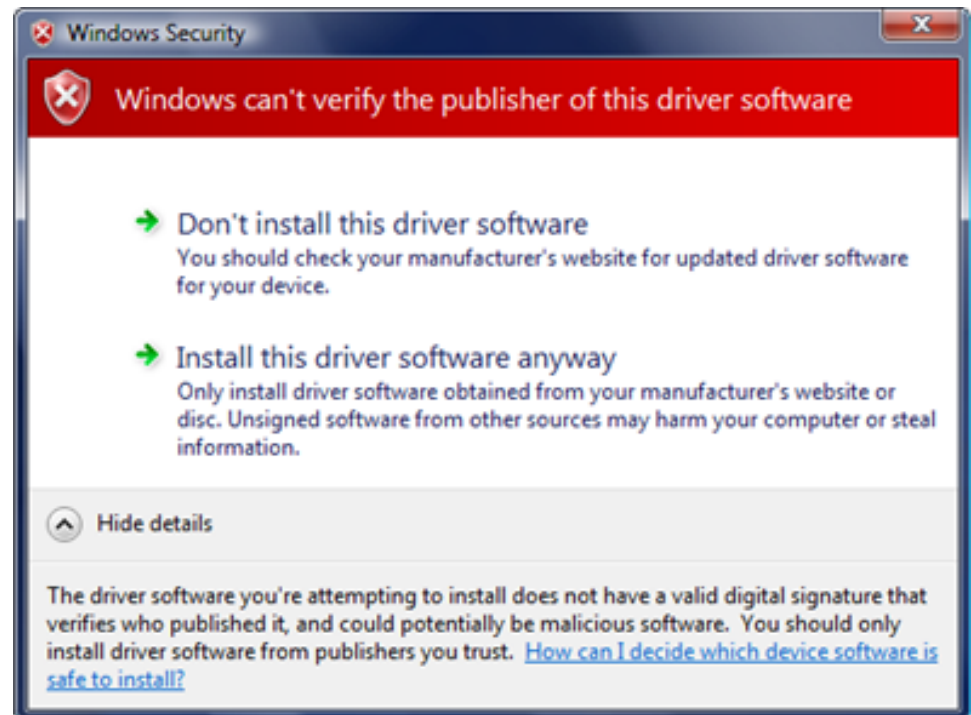 Windows Security
Windows can't verify the publisher of this driver software
Don't install this driver software
You should check your manufacturer's website for updated driver software
for your device.
Install this driver software anyway
Only install driver software obtained from your manufacturer's website or
disc. Unsigned software from other sources may harm your computer or steal
information.
Hide details
The driver software you're attempting to install does not have a valid digital signature that
verifies who published it, and could potentially be malicious software.  You should only
install driver software from publishers you trust.  How can I decide which device software is
safe to install?